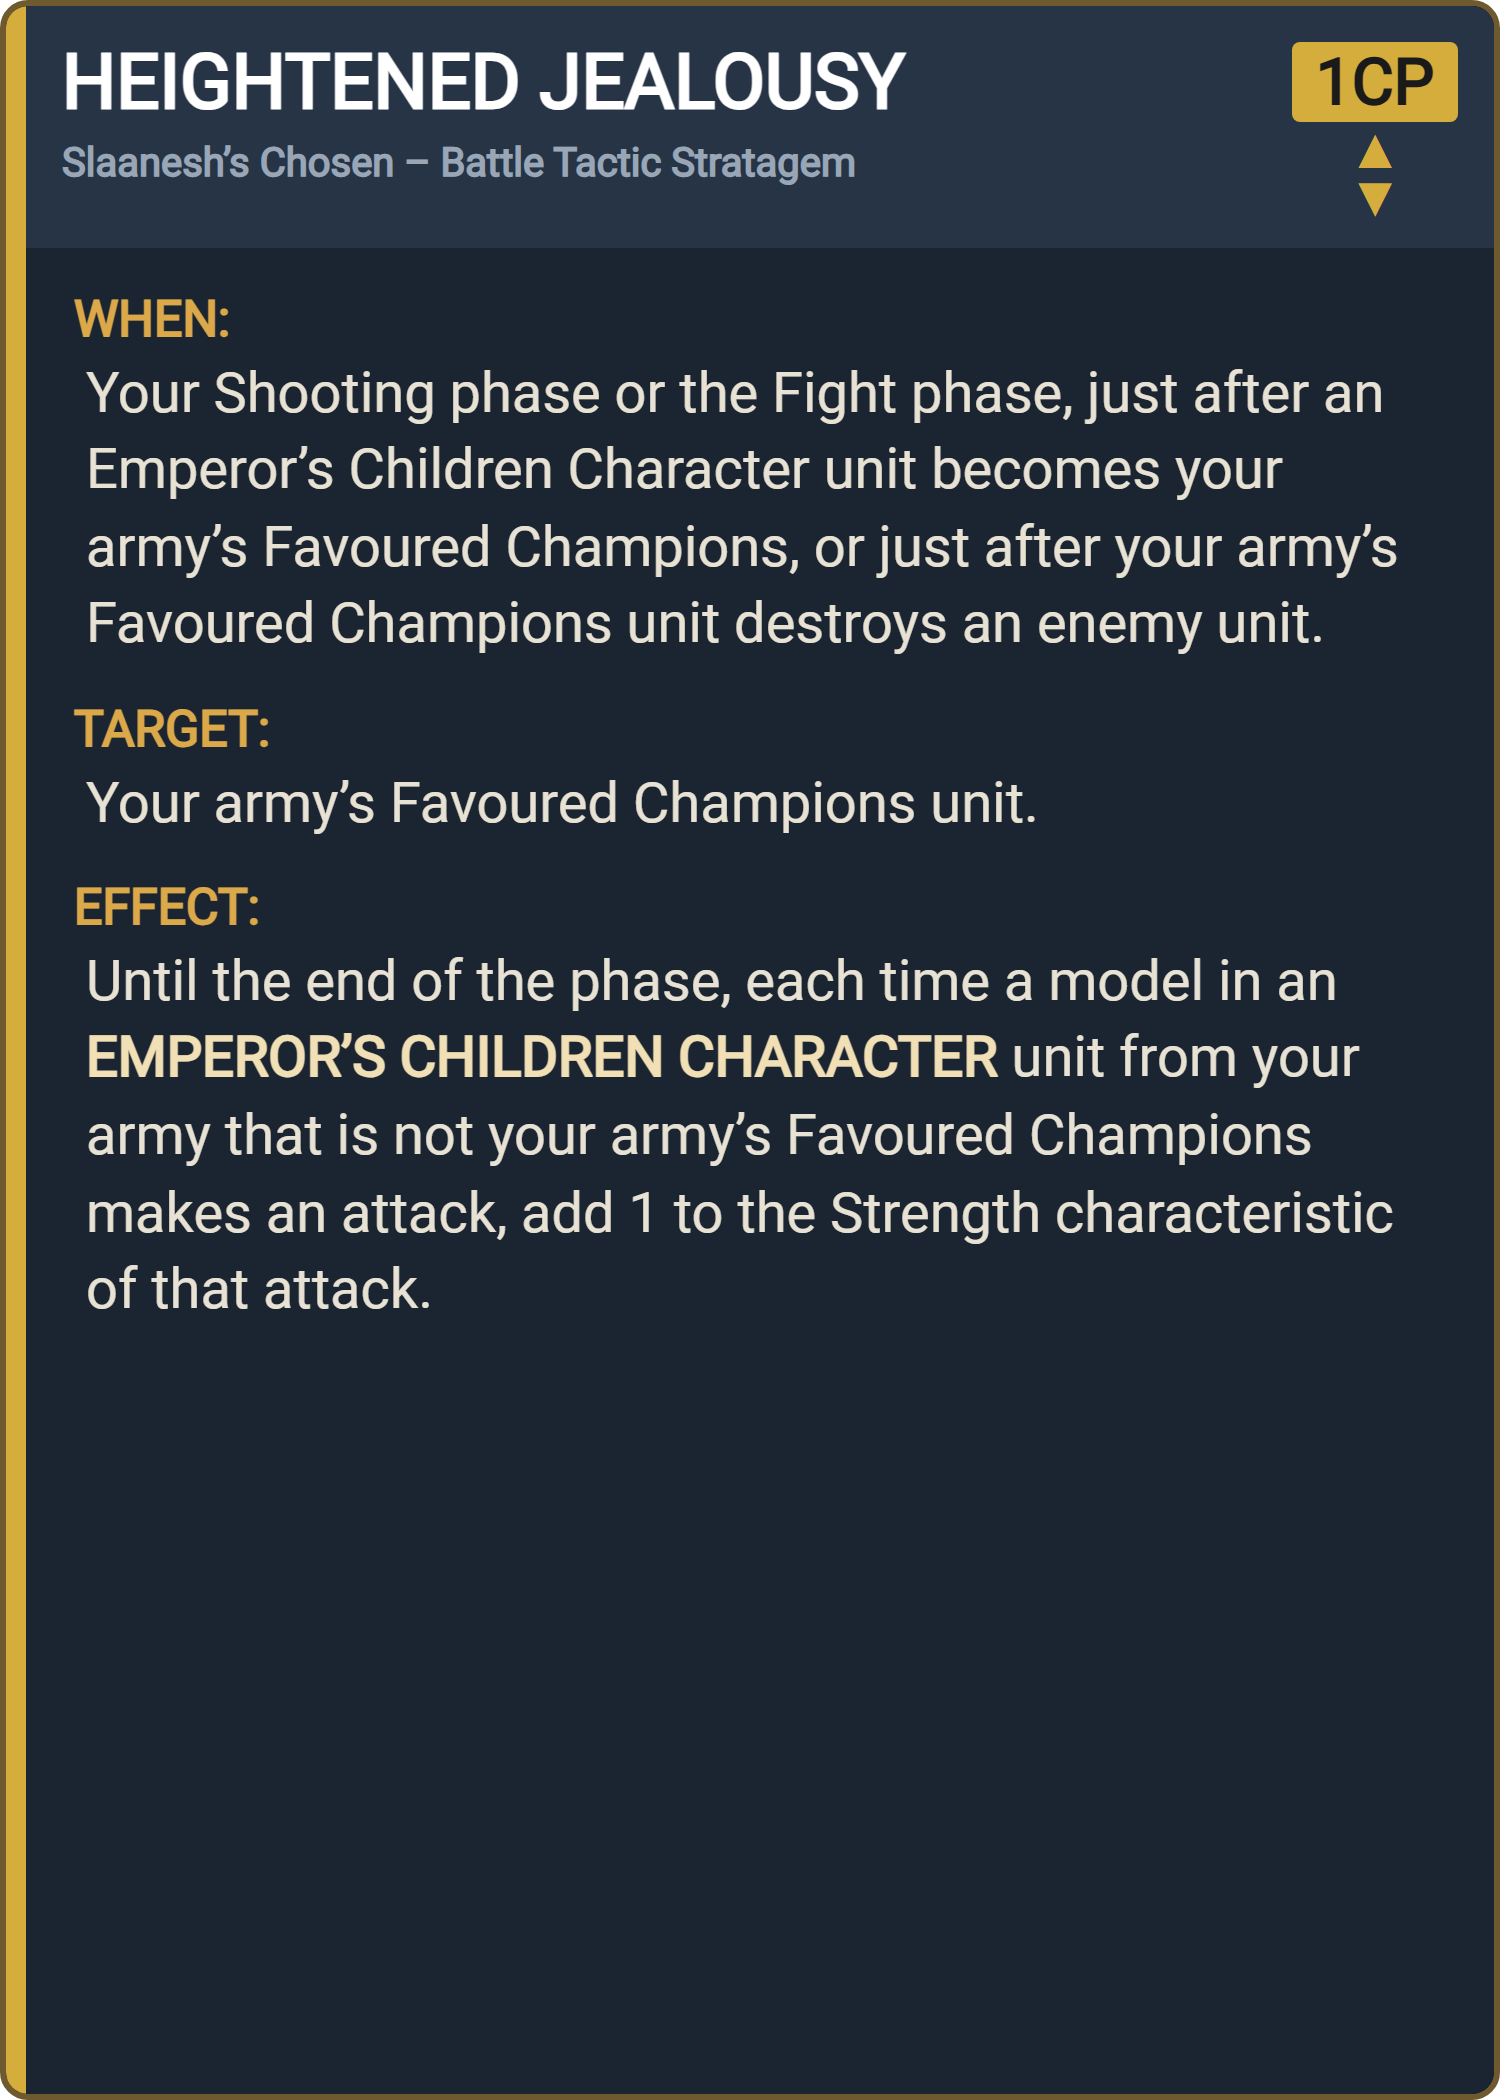 HEIGHTENED JEALOUSY
1CP
Slaanesh’s Chosen – Battle Tactic Stratagem
WHEN:
Your Shooting phase or the Fight phase, just after an
Emperor’s Children Character unit becomes your
army’s Favoured Champions, or just after your army’s
Favoured Champions unit destroys an enemy unit.
TARGET:
Your army’s Favoured Champions unit.
EFFECT:
Until the end of the phase, each time a model in an
EMPEROR’S CHILDREN CHARACTER unit from your
army that is not your army’s Favoured Champions
makes an attack, add 1 to the Strength characteristic
of that attack.